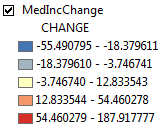 MedIncChange
CHANGE
-55.490795 - -18.379611
-18.379610 - -3.746741
-3.746740 - 12.833543
12.833544 - 54.460278
54.460279 - 187.917777